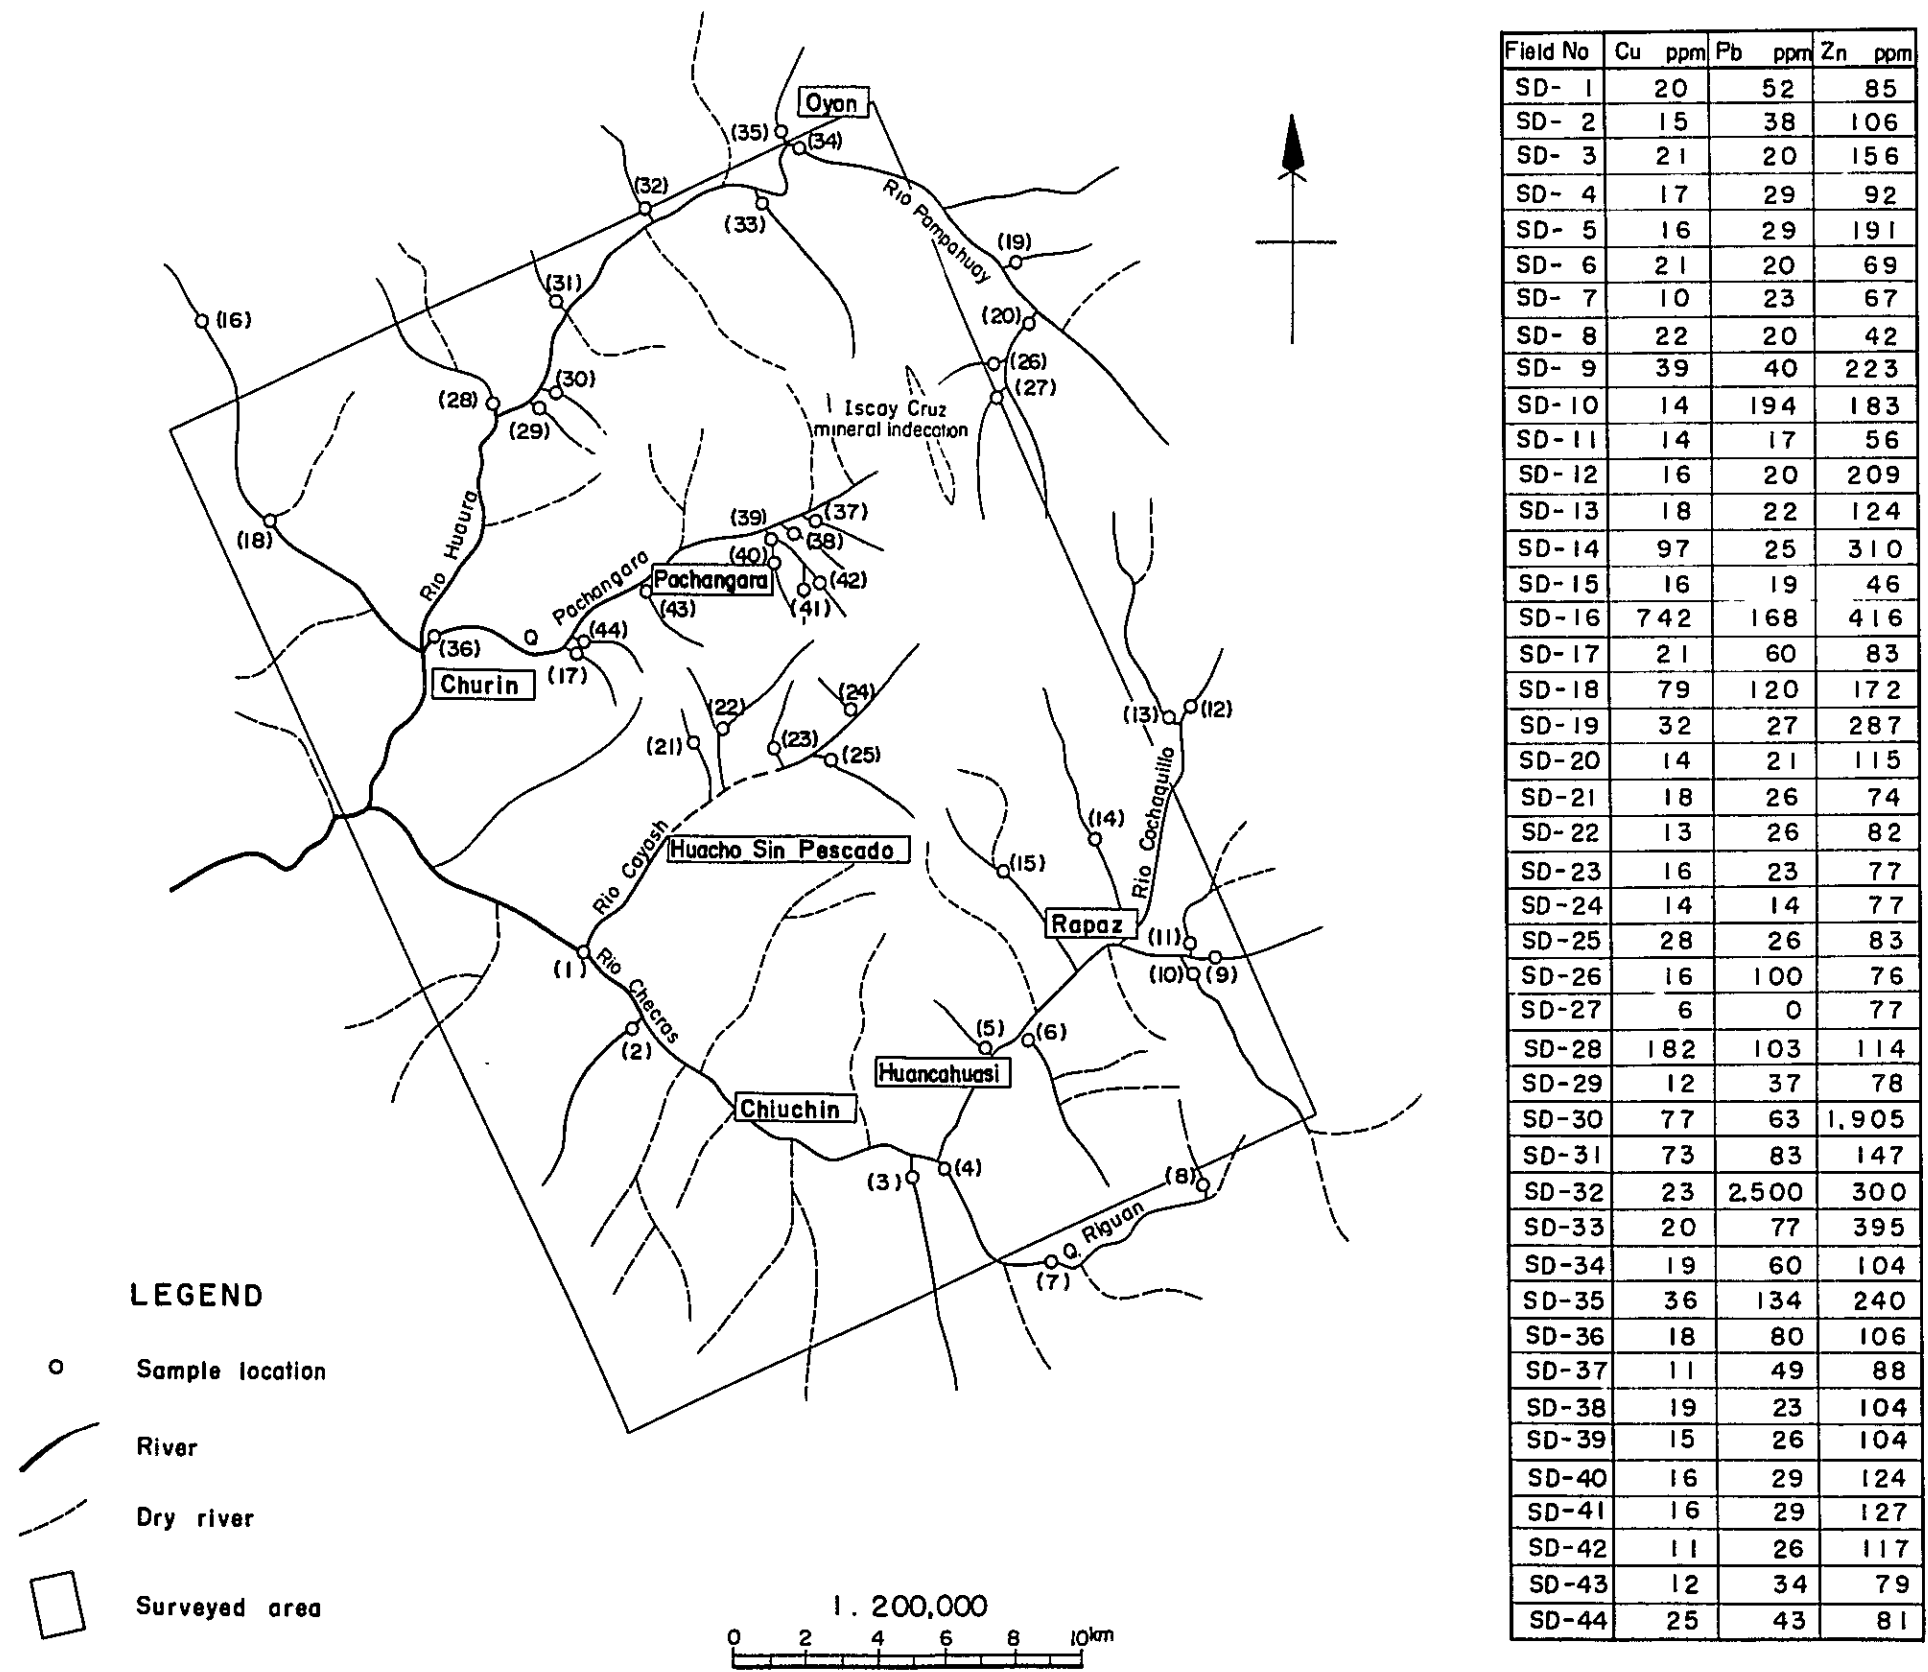 Oyon
(35)
(34)
(32)
(33)
Rio Pampahuay
(19)
(31)
(16)
(20)
(26)
(27)
(30)
(28)
(29)
Iscay Cruz
mineral indecation
Rio Huaura
(18)
(39)
(37)
(38)
(40)
(42)
(41)
Q Pachangara
Pachangara
(43)
(36)
(44)
(17)
Churin
(22)
(24)
(21)
(23)
(25)
(13)
(12)
Rio Cochaquillo
(14)
Huacho Sin Pescado
Rio Cayash
(15)
Rapaz
(11)
(10)
(9)
(1)
Rio Checras
(2)
(5)
(6)
Huancahuasi
Chiuchin
(3)
(4)
(8)
Q. Riguan
(7)
LEGEND
Sample location
River
Dry river
Surveyed area
1. 200,000
0 2 4 6 8 10km
Field No Cu ppm Pb ppm Zn ppm
SD- 1 20 52 85
SD- 2 15 38 106
SD- 3 21 20 156
SD- 4 17 29 92
SD- 5 16 29 191
SD- 6 21 20 69
SD- 7 10 23 67
SD- 8 22 20 42
SD- 9 39 40 223
SD-10 14 194 183
SD-11 14 17 56
SD-12 16 20 209
SD-13 18 22 124
SD-14 97 25 310
SD-15 16 19 46
SD-16 742 168 416
SD-17 21 60 83
SD-18 79 120 172
SD-19 32 27 287
SD-20 14 21 115
SD-21 18 26 74
SD-22 13 26 82
SD-23 16 23 77
SD-24 14 14 77
SD-25 28 26 83
SD-26 16 100 76
SD-27 6 0 77
SD-28 182 103 114
SD-29 12 37 78
SD-30 77 63 1,905
SD-31 73 83 147
SD-32 23 2,500 300
SD-33 20 77 395
SD-34 19 60 104
SD-35 36 134 240
SD-36 18 80 106
SD-37 11 49 88
SD-38 19 23 104
SD-39 15 26 104
SD-40 16 29 124
SD-41 16 29 127
SD-42 11 26 117
SD-43 12 34 79
SD-44 25 43 81